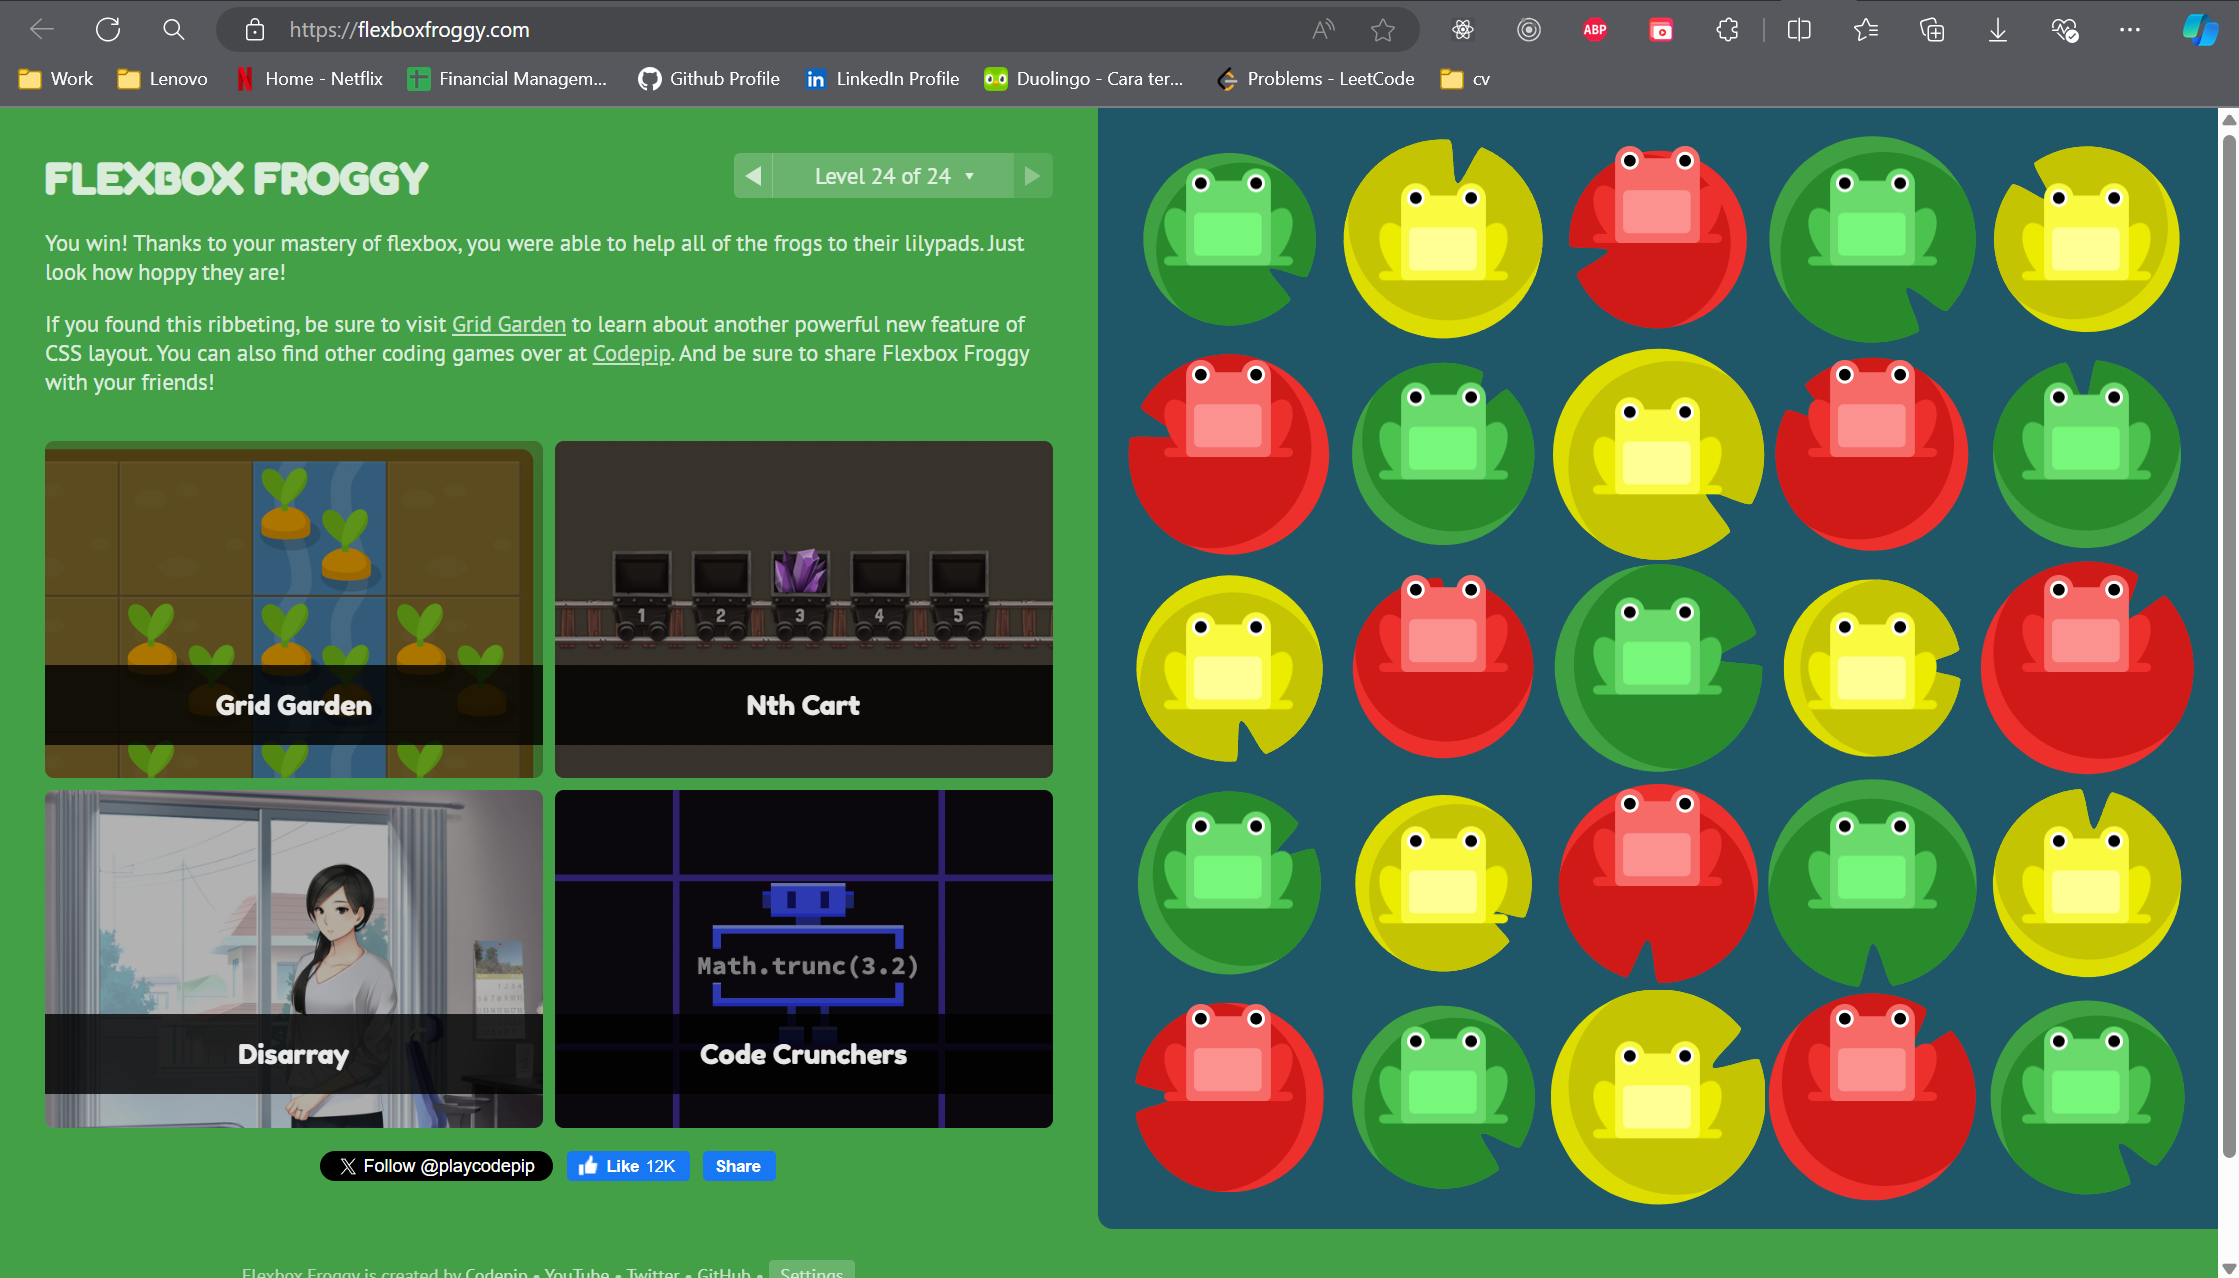 https://flexboxfroggy.com
ABP
Work
Lenovo
Home - Netflix
Financial Managem...
Github Profile
LinkedIn Profile
Duolingo - Cara ter...
Problems - LeetCode
cv
FLEXBOX FROGGY
Level 24 of 24
You win! Thanks to your mastery of flexbox, you were able to help all of the frogs to their lilypads. Just
look how hoppy they are!
If you found this ribbeting, be sure to visit Grid Garden to learn about another powerful new feature of
CSS layout. You can also find other coding games over at Codepip. And be sure to share Flexbox Froggy
with your friends!
Grid Garden
1 2 3 4 5
Nth Cart
Disarray
Math.trunc(3.2)
Code Crunchers
Follow @playcodepip
Like 12K
Share
Flexbox Froggy is created by Codepip • YouTube • Twitter • GitHub • Settings